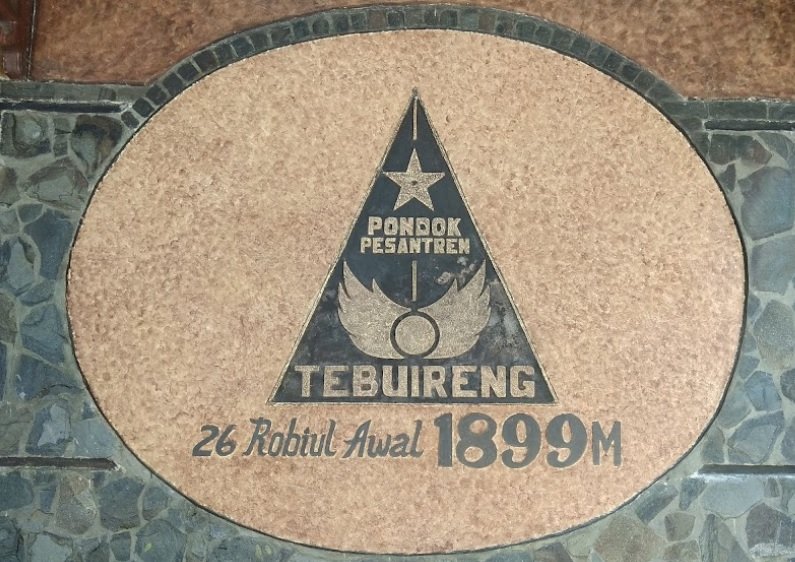 PONDOK
PESANTREN
TEBUIRENG
26 Robiul Awal 1899M